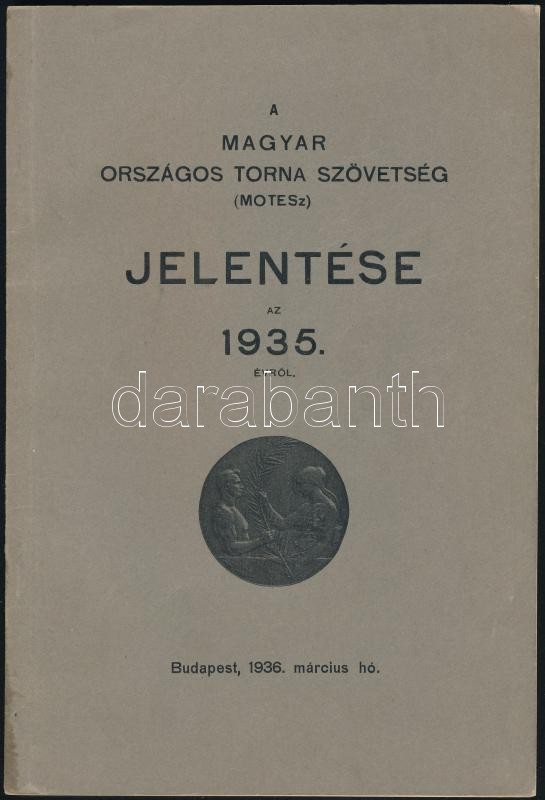 A
MAGYAR
ORSZÁGOS TORNA SZÖVETSÉG
(MOTESz)
JELENTÉSE
AZ
1935.
ÉVRŐL.
darabanth
Budapest, 1936. március hó.